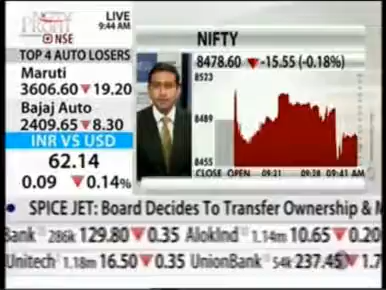 NDTV
PROFIT
NSE
LIVE
9:44 AM
TOP 4 AUTO LOSERS
Maruti
3606.60 ▼ 19.20
Bajaj Auto
2409.65 ▼ 8.30
INR VS USD
62.14
0.09 ▼ 0.14%
NIFTY
8478.60 ▼ -15.55 (-0.18%)
8523
8489
8455
CLOSE OPEN 09:21 09:28 09:41 AM
SPICE JET: Board Decides To Transfer Ownership &
Bank 286k 129.80 ▼ 0.35 AlokInd 1.14m 10.65 ▼ 0.20
Unitech 1.18m 16.50 ▼ 0.35 UnionBank 54k 237.45 ▼ 1.7